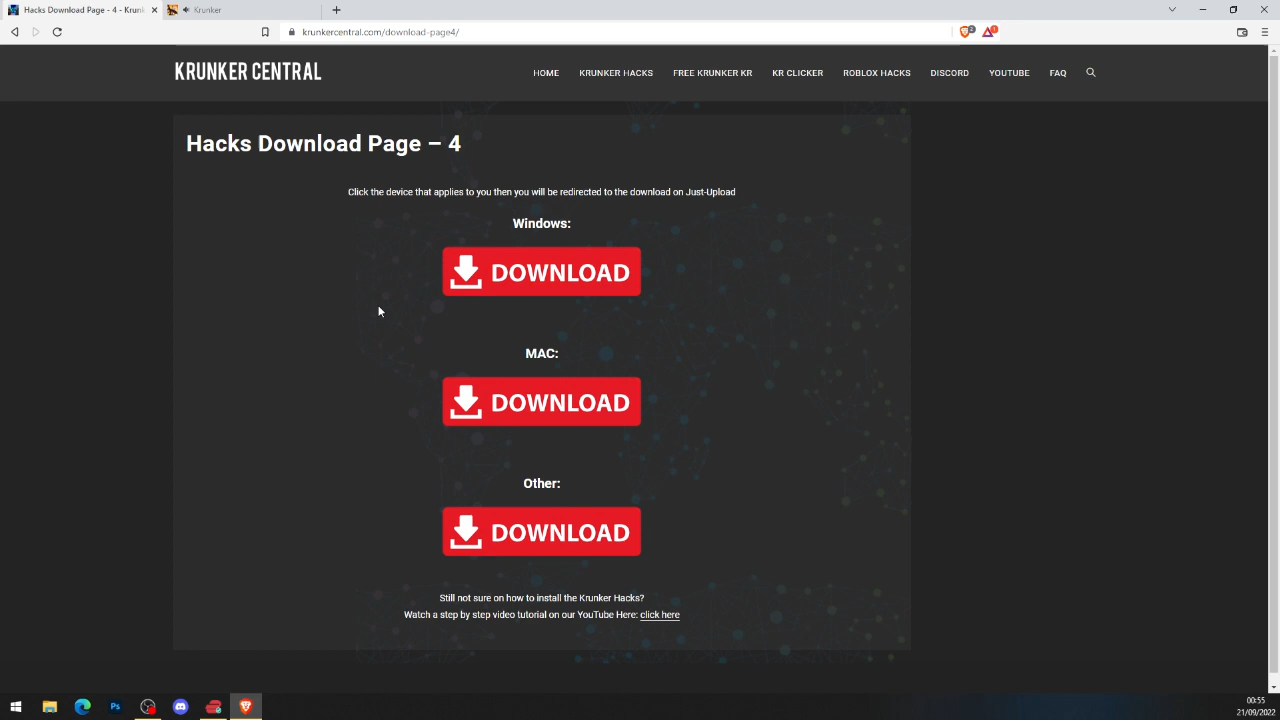 Hacks Download Page - 4 - Krunk
Krunker
krunkercentral.com/download-page4/
2
1
KRUNKER CENTRAL
HOME
KRUNKER HACKS
FREE KRUNKER KR
KR CLICKER
ROBLOX HACKS
DISCORD
YOUTUBE
FAQ
Hacks Download Page – 4
Click the device that applies to you then you will be redirected to the download on Just-Upload
Windows:
DOWNLOAD
MAC:
DOWNLOAD
Other:
DOWNLOAD
Still not sure on how to install the Krunker Hacks?
Watch a step by step video tutorial on our YouTube Here: click here
Ps
00:55
21/09/2022